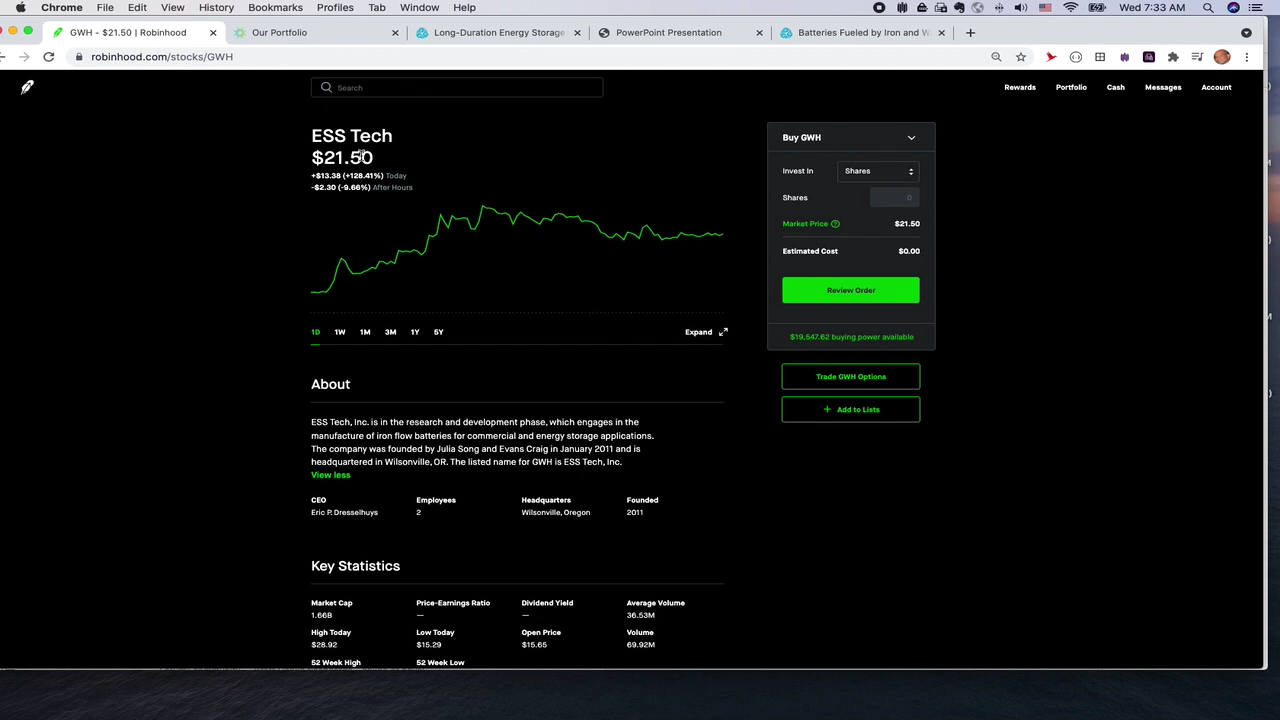 Chrome File Edit View History Bookmarks Profiles Tab Window Help Wed 7:33 AM
GWH - $21.50 | Robinhood Our Portfolio Long-Duration Energy Storage PowerPoint Presentation Batteries Fueled by Iron and W
robinhood.com/stocks/GWH
Search Rewards Portfolio Cash Messages Account
ESS Tech
$21.50
+$13.38 (+128.41%) Today
-$2.30 (-9.66%) After Hours
1D 1W 1M 3M 1Y 5Y Expand
About
ESS Tech, Inc. is in the research and development phase, which engages in the
manufacture of iron flow batteries for commercial and energy storage applications.
The company was founded by Julia Song and Evans Craig in January 2011 and is
headquartered in Wilsonville, OR. The listed name for GWH is ESS Tech, Inc.
View less
CEO Employees Headquarters Founded
Eric P. Dresselhuys 2 Wilsonville, Oregon 2011
Key Statistics
Market Cap Price-Earnings Ratio Dividend Yield Average Volume
1.66B — — 36.53M
High Today Low Today Open Price Volume
$28.92 $15.29 $15.65 69.92M
52 Week High 52 Week Low
Buy GWH
Invest In Shares
Shares 0
Market Price $21.50
Estimated Cost $0.00
Review Order
$19,547.62 buying power available
Trade GWH Options
+ Add to Lists